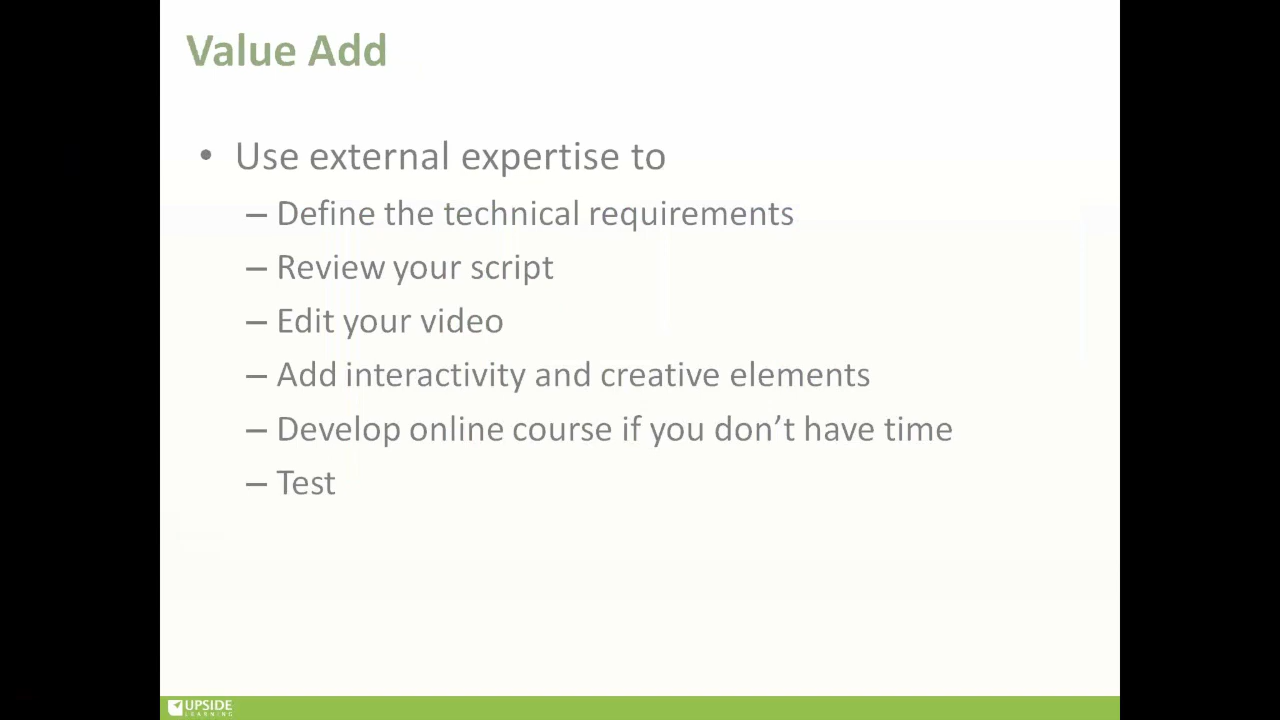 Value Add
• Use external expertise to
– Define the technical requirements
– Review your script
– Edit your video
– Add interactivity and creative elements
– Develop online course if you don’t have time
– Test
UPSIDE
LEARNING